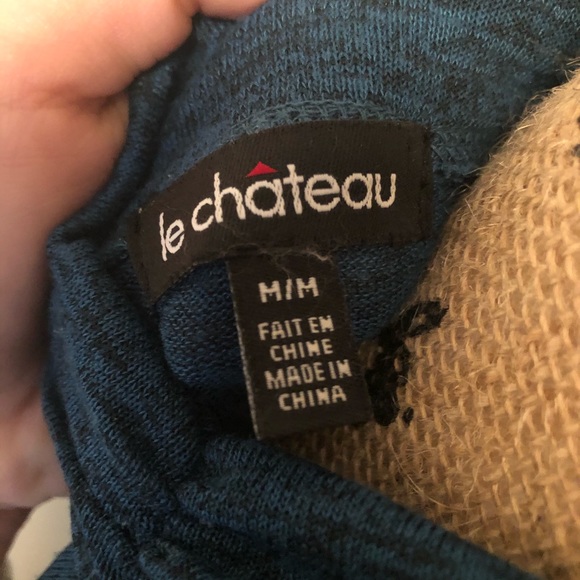 le château
M/M
FAIT EN
CHINE
MADE IN
CHINA